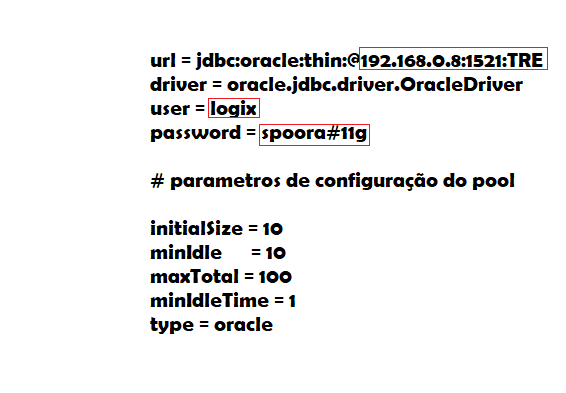 url = jdbc:oracle:thin:@192.168.0.8:1521:TRE
driver = oracle.jdbc.driver.OracleDriver
user = logix
password = spoora#11g
# parametros de configuração do pool
initialSize = 10
minIdle = 10
maxTotal = 100
minIdleTime = 1
type = oracle